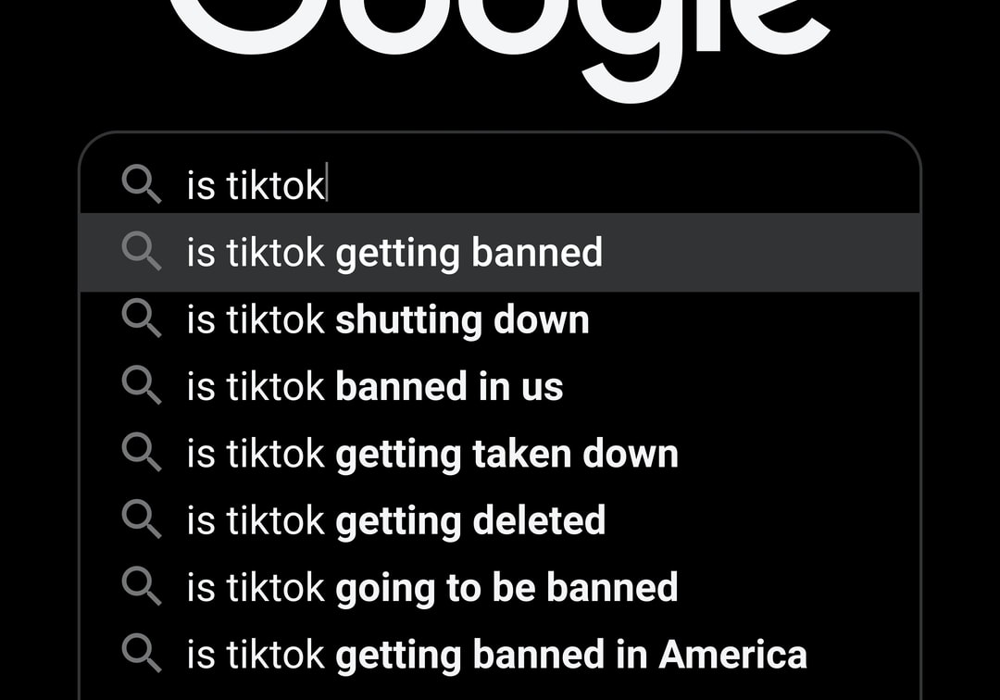 Google
is tiktok
is tiktok getting banned
is tiktok shutting down
is tiktok banned in us
is tiktok getting taken down
is tiktok getting deleted
is tiktok going to be banned
is tiktok getting banned in America